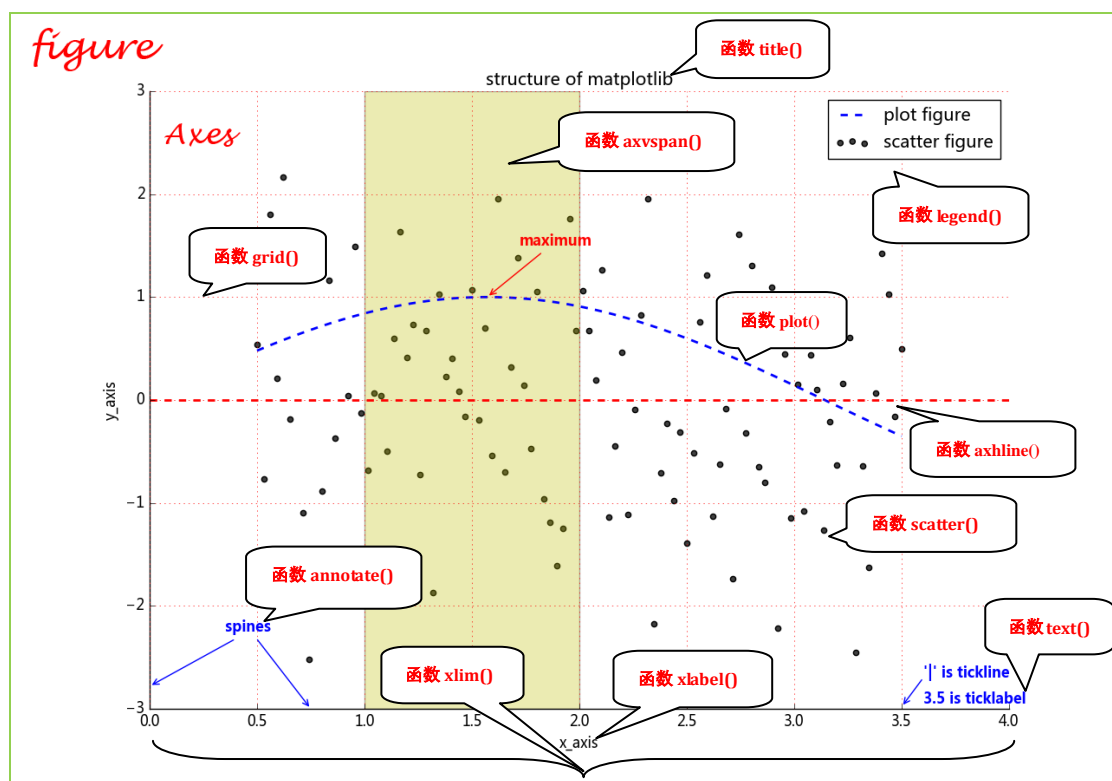 figure
函数 title()
structure of matplotlib
3
Axes
plot figure
scatter figure
函数 axvspan()
2
函数 legend()
maximum
函数 grid()
1
函数 plot()
y_axis
0
函数 axhline()
−1
函数 scatter()
函数 annotate()
−2
spines
函数 text()
函数 xlim()
函数 xlabel()
'|' is tickline
3.5 is ticklabel
−3
0.0 0.5 1.0 1.5 2.0 2.5 3.0 3.5 4.0
x_axis